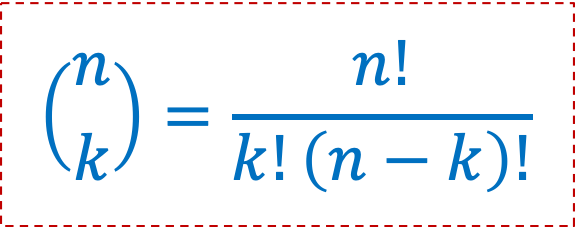 (n k) = n! / k! (n − k)!